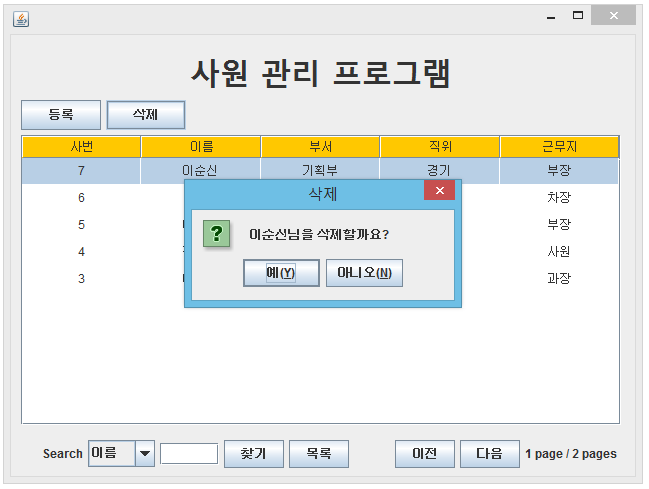 사원 관리 프로그램
등록 삭제
사번 이름 부서 직위 근무지
7 이순신 기획부 경기 부장
6 차장
5 부장
4 사원
3 과장
삭제
?
이순신님을 삭제할까요?
예(Y) 아니오(N)
Search 이름 찾기 목록 이전 다음 1 page / 2 pages